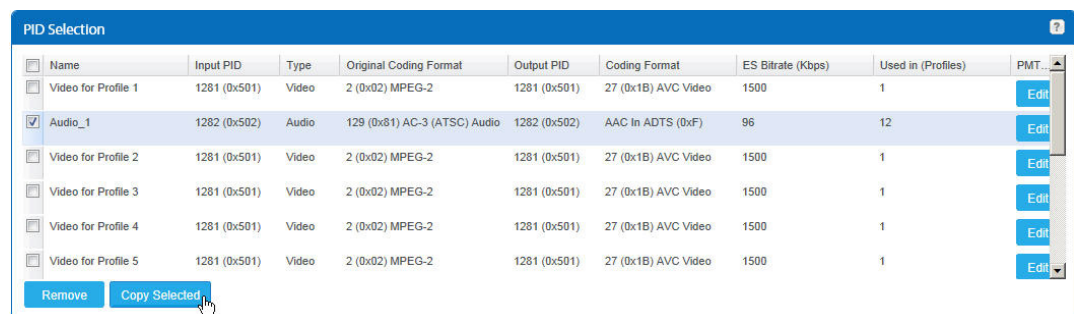 PID Selection ?
Name Input PID Type Original Coding Format Output PID Coding Format ES Bitrate (Kbps) Used in (Profiles) PMT...
Video for Profile 1 1281 (0x501) Video 2 (0x02) MPEG-2 1281 (0x501) 27 (0x1B) AVC Video 1500 1 Edit
Audio_1 1282 (0x502) Audio 129 (0x81) AC-3 (ATSC) Audio 1282 (0x502) AAC In ADTS (0xF) 96 12 Edit
Video for Profile 2 1281 (0x501) Video 2 (0x02) MPEG-2 1281 (0x501) 27 (0x1B) AVC Video 1500 1 Edit
Video for Profile 3 1281 (0x501) Video 2 (0x02) MPEG-2 1281 (0x501) 27 (0x1B) AVC Video 1500 1 Edit
Video for Profile 4 1281 (0x501) Video 2 (0x02) MPEG-2 1281 (0x501) 27 (0x1B) AVC Video 1500 1 Edit
Video for Profile 5 1281 (0x501) Video 2 (0x02) MPEG-2 1281 (0x501) 27 (0x1B) AVC Video 1500 1 Edit
Remove Copy Selected